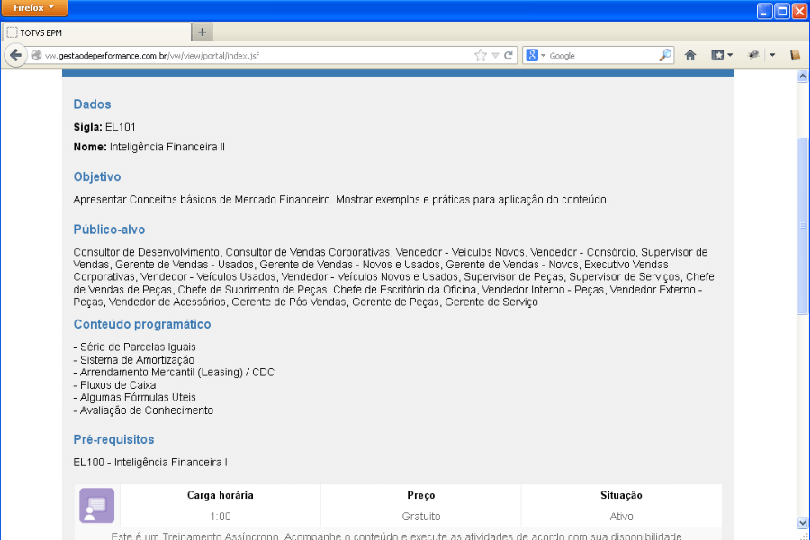 Firefox
TOTVS EPM
vw.gestaodeperformance.com.br/vw/view/portal/index.jsf
Google
Dados
Sigla: EL101
Nome: Inteligência Financeira II
Objetivo
Apresentar Conceitos básicos de Mercado Financeiro. Mostrar exemplos e práticas para aplicação do conteúdo
Público-alvo
Consultor de Desenvolvimento, Consultor de Vendas Corporativas, Vendedor - Veículos Novos, Vendedor - Consórcio, Supervisor de
Vendas, Gerente de Vendas - Usados, Gerente de Vendas - Novos e Usados, Gerente de Vendas - Novos, Executivo Vendas
Corporativas, Vendedor - Veículos Usados, Vendedor - Veículos Novos e Usados, Supervisor de Peças, Supervisor de Serviços, Chefe
de Vendas de Peças, Chefe de Suprimento de Peças, Chefe de Escritório da Oficina, Vendedor Interno - Peças, Vendedor Externo -
Peças, Vendedor de Acessórios, Gerente de Pós Vendas, Gerente de Peças, Gerente de Serviço
Conteúdo programático
- Série de Parcelas Iguais
- Sistema de Amortização
- Arrendamento Mercantil (Leasing) / CDC
- Fluxos de Caixa
- Algumas Fórmulas Úteis
- Avaliação de Conhecimento
Pré-requisitos
EL100 - Inteligência Financeira I
Carga horária Preço Situação
1:00 Gratuito Ativo
Este é um Treinamento Assíncrono. Acompanhe o conteúdo e execute as atividades de acordo com sua disponibilidade